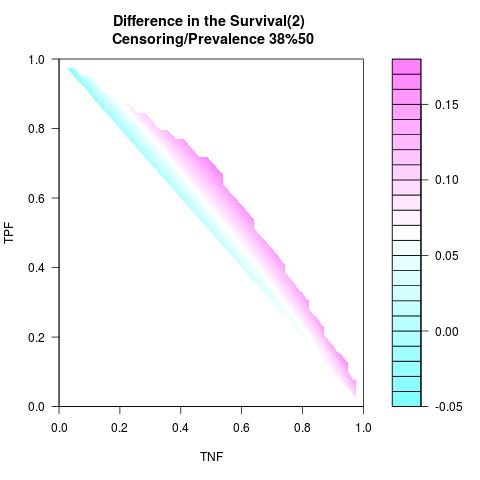 Difference in the Survival(2)
Censoring/Prevalence 38%50
TPF
1.0
0.8
0.6
0.4
0.2
0.0
0.0 0.2 0.4 0.6 0.8 1.0
TNF
0.15
0.10
0.05
0.00
-0.05